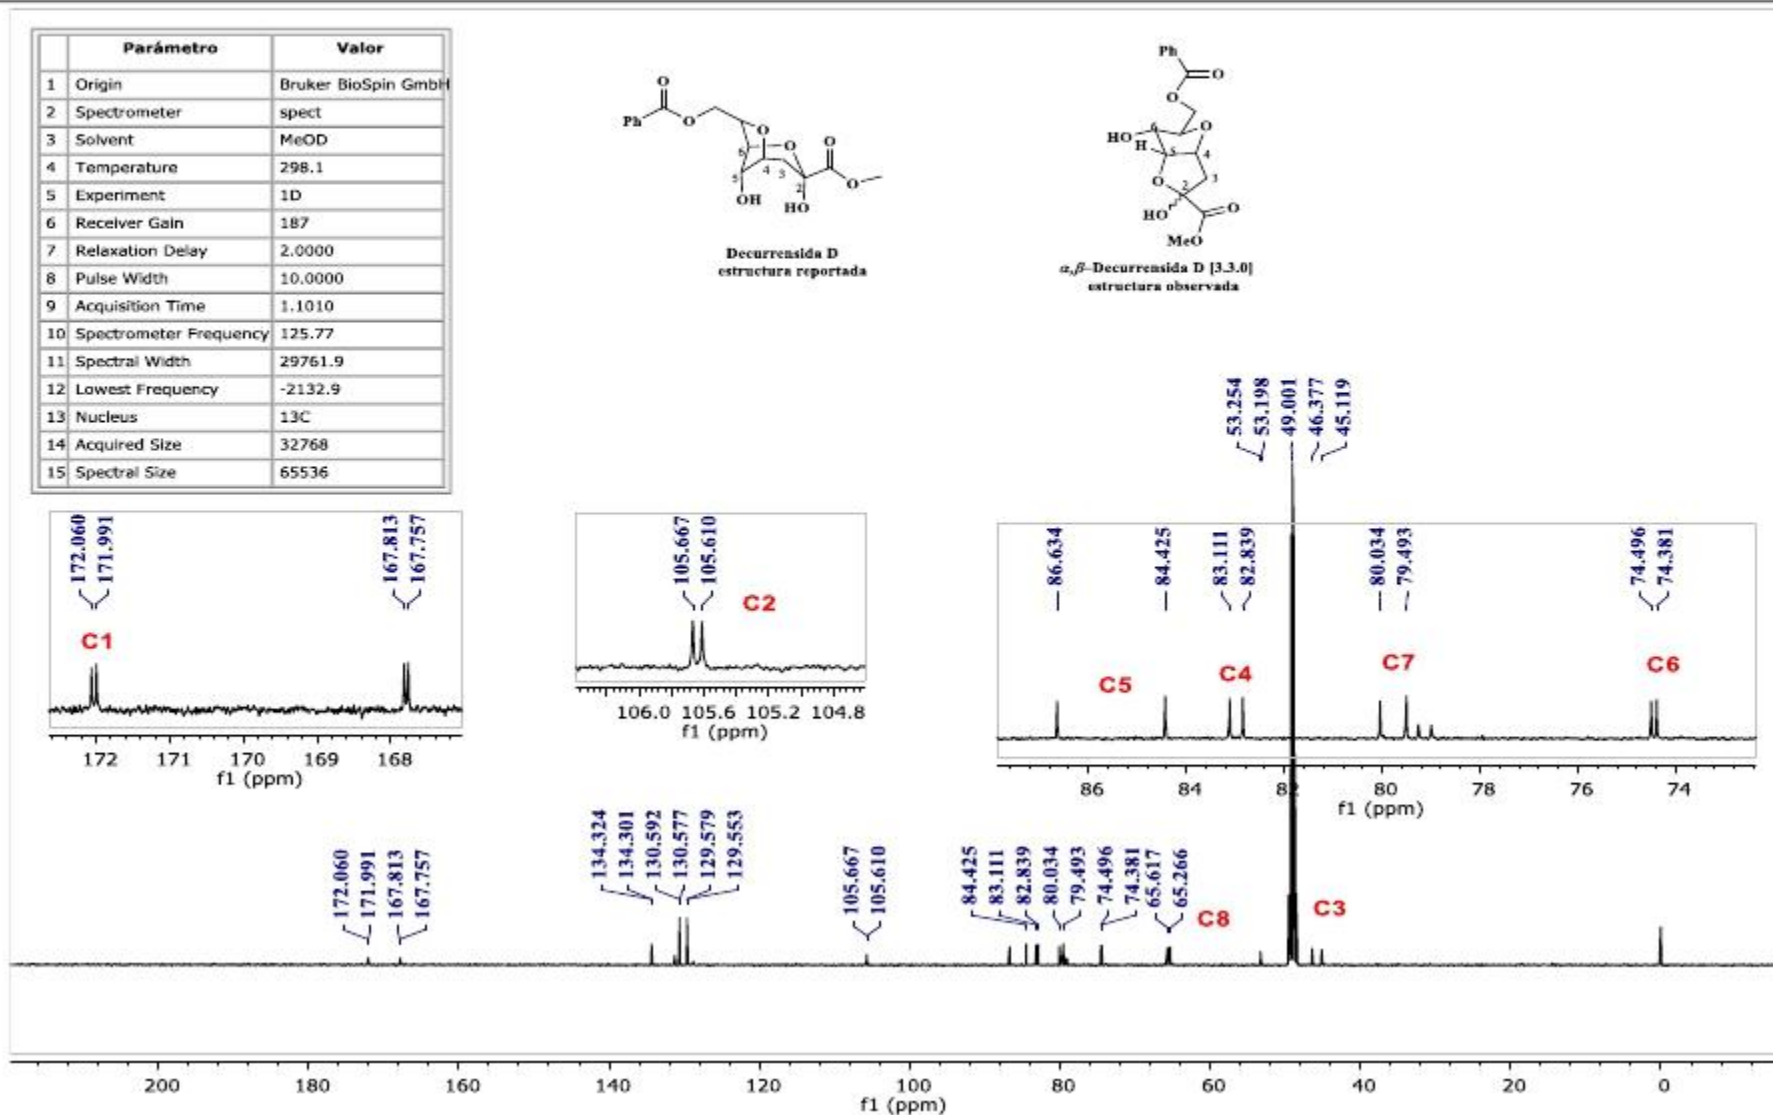 Parámetro Valor
1 Origin Bruker BioSpin GmbH
2 Spectrometer spect
3 Solvent MeOD
4 Temperature 298.1
5 Experiment 1D
6 Receiver Gain 187
7 Relaxation Delay 2.0000
8 Pulse Width 10.0000
9 Acquisition Time 1.1010
10 Spectrometer Frequency 125.77
11 Spectral Width 29761.9
12 Lowest Frequency -2132.9
13 Nucleus 13C
14 Acquired Size 32768
15 Spectral Size 65536
O
Ph
O
O
O
6
O
4
3
5
2
O
OH
HO
Decurrensida D
estructura reportada
Ph
O
O
6
O
HO
H
5
4
O
2
3
HO
O
MeO
α,β-Decurrensida D [3.3.0]
estructura observada
53.254
53.198
49.001
46.377
45.119
172.060
171.991
167.813
167.757
C1
172 171 170 169 168
f1 (ppm)
105.667
105.610
C2
106.0 105.6 105.2 104.8
f1 (ppm)
86.634
84.425
83.111
82.839
80.034
79.493
74.496
74.381
C5
C4
C7
C6
86 84 82 80 78 76 74
f1 (ppm)
172.060
171.991
167.813
167.757
134.324
134.301
130.592
130.577
129.579
129.553
105.667
105.610
84.425
83.111
82.839
80.034
79.493
74.496
74.381
65.617
65.266
C8
C3
200 180 160 140 120 100 80 60 40 20 0
f1 (ppm)